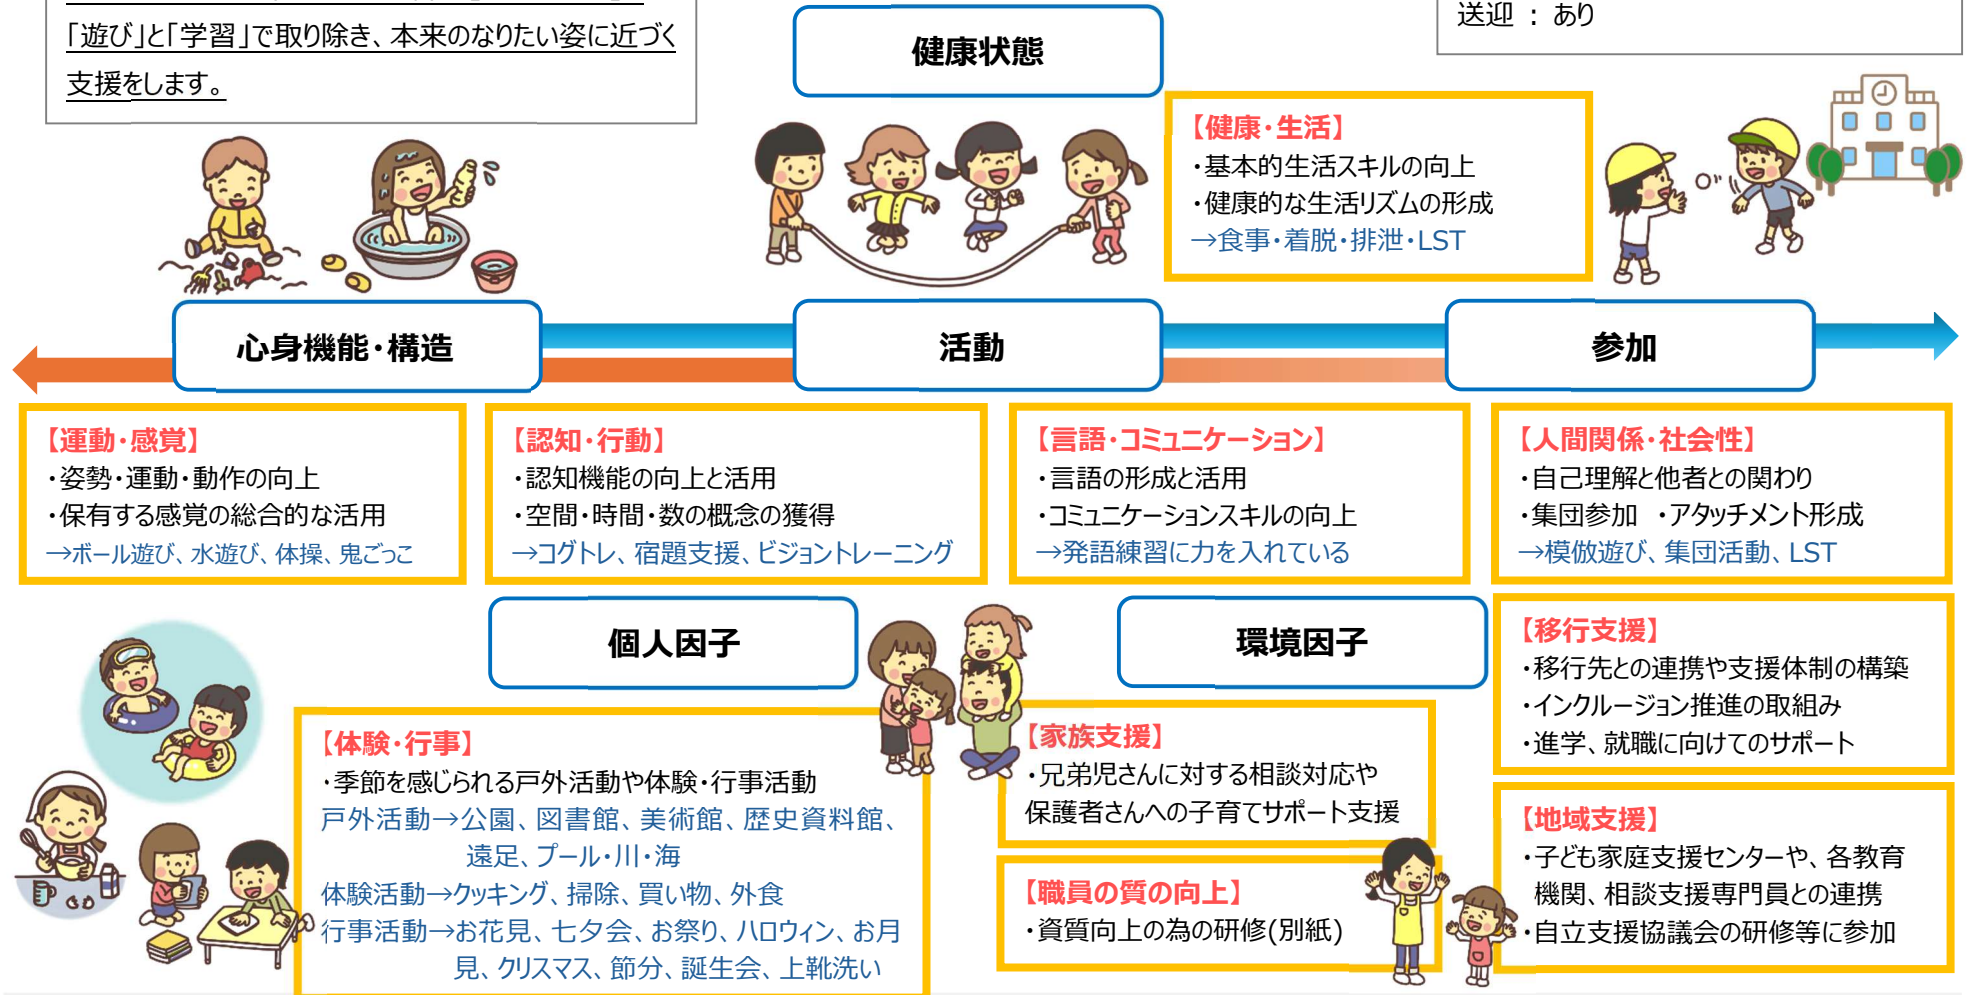 「遊び」と「学習」で取り除き、本来のなりたい姿に近づく
支援をします。
送迎 : あり
健康状態
【健康・生活】
・基本的生活スキルの向上
・健康的な生活リズムの形成
→食事・着脱・排泄・LST
心身機能・構造
活動
参加
【運動・感覚】
・姿勢・運動・動作の向上
・保有する感覚の総合的な活用
→ボール遊び、水遊び、体操、鬼ごっこ
【認知・行動】
・認知機能の向上と活用
・空間・時間・数の概念の獲得
→コグトレ、宿題支援、ビジョントレーニング
【言語・コミュニケーション】
・言語の形成と活用
・コミュニケーションスキルの向上
→発語練習に力を入れている
【人間関係・社会性】
・自己理解と他者との関わり
・集団参加 ・アタッチメント形成
→模倣遊び、集団活動、LST
個人因子
環境因子
【体験・行事】
・季節を感じられる戸外活動や体験・行事活動
戸外活動→公園、図書館、美術館、歴史資料館、
遠足、プール・川・海
体験活動→クッキング、掃除、買い物、外食
行事活動→お花見、七夕会、お祭り、ハロウィン、お月
見、クリスマス、節分、誕生会、上靴洗い
【家族支援】
・兄弟児さんに対する相談対応や
保護者さんへの子育てサポート支援
【職員の質の向上】
・資質向上の為の研修(別紙)
【移行支援】
・移行先との連携や支援体制の構築
・インクルージョン推進の取組み
・進学、就職に向けてのサポート
【地域支援】
・子ども家庭支援センターや、各教育
機関、相談支援専門員との連携
・自立支援協議会の研修等に参加